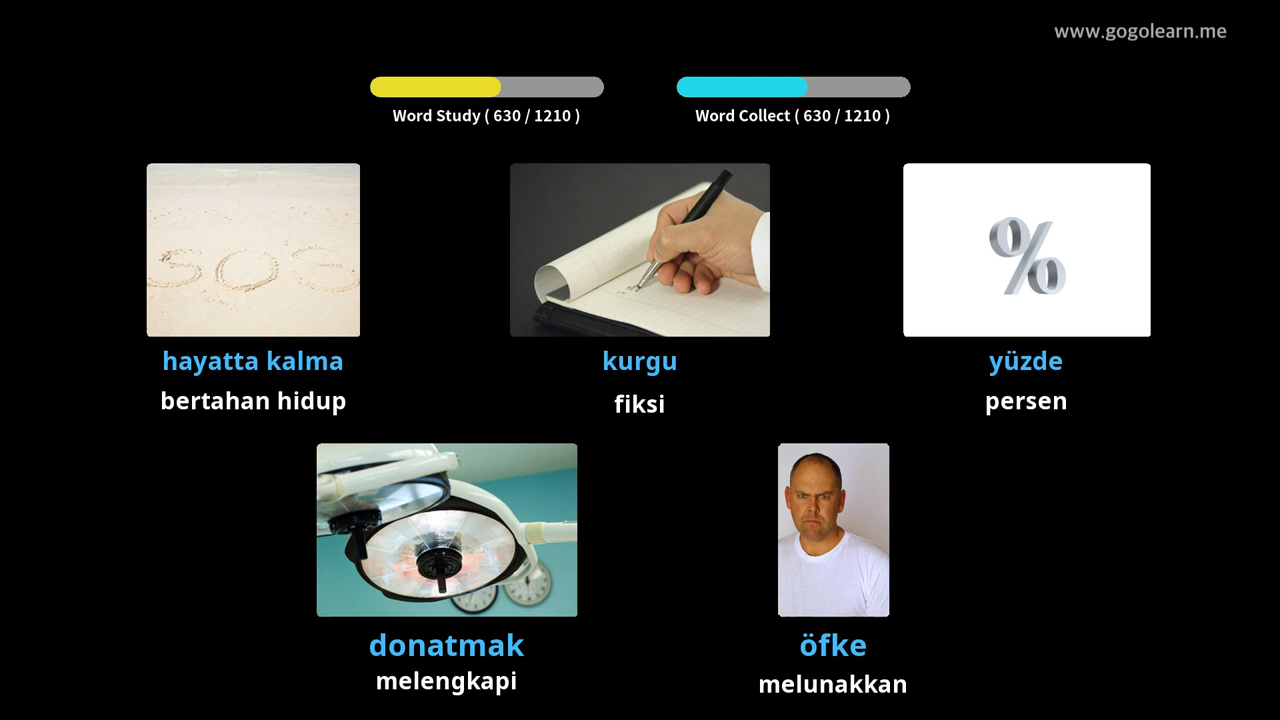 www.gogolearn.me
Word Study ( 630 / 1210 )
Word Collect ( 630 / 1210 )
SOS
hayatta kalma
kurgu
yüzde
bertahan hidup
fiksi
persen
%
donatmak
öfke
melengkapi
melunakkan